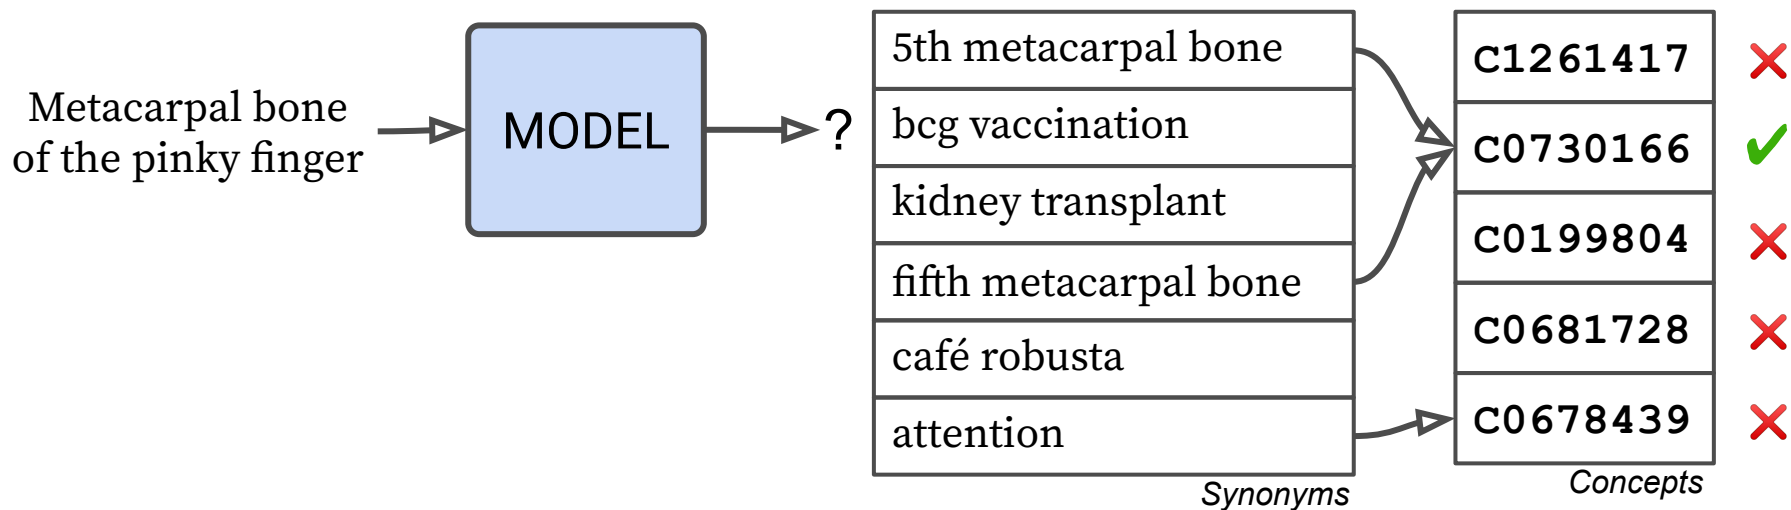 Metacarpal bone
of the pinky finger
MODEL
?
5th metacarpal bone
bcg vaccination
kidney transplant
fifth metacarpal bone
café robusta
attention
Synonyms
C1261417
C0730166
C0199804
C0681728
C0678439
Concepts